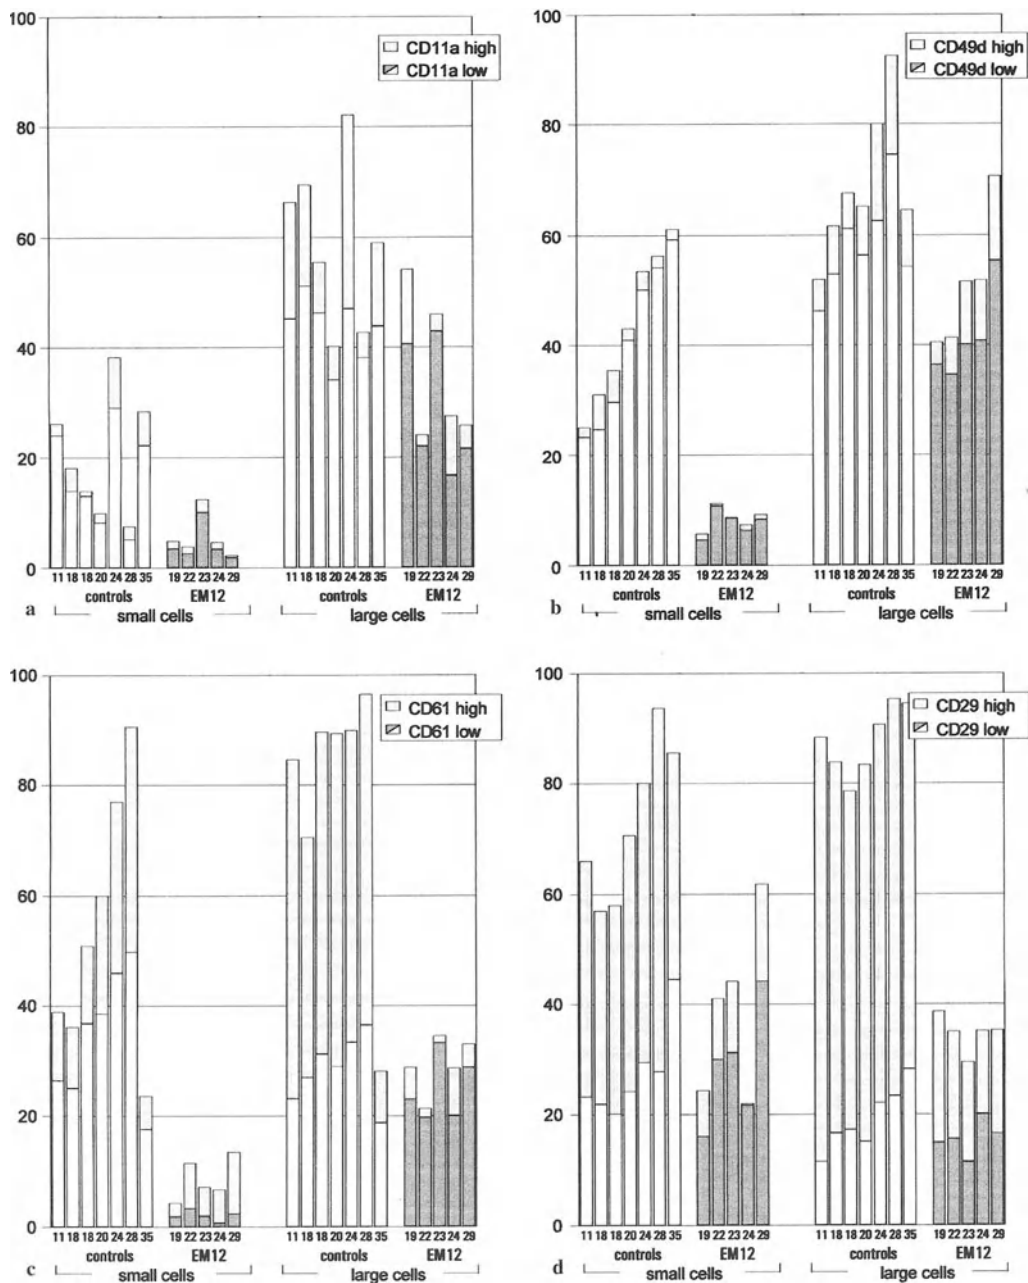 100
CD11a high
CD11a low
80
60
40
20
0
11 18 18 20 24 28 35 19 22 23 24 29 11 18 18 20 24 28 35 19 22 23 24 29
controls EM12 controls EM12
a small cells large cells
100
CD49d high
CD49d low
80
60
40
20
0
11 18 18 20 24 28 35 19 22 23 24 29 11 18 18 20 24 28 35 19 22 23 24 29
controls EM12 controls EM12
b small cells large cells
100
CD61 high
CD61 low
80
60
40
20
0
11 18 18 20 24 28 35 19 22 23 24 29 11 18 18 20 24 28 35 19 22 23 24 29
controls EM12 controls EM12
c small cells large cells
100
CD29 high
CD29 low
80
60
40
20
0
11 18 18 20 24 28 35 19 22 23 24 29 11 18 18 20 24 28 35 19 22 23 24 29
controls EM12 controls EM12
d small cells large cells